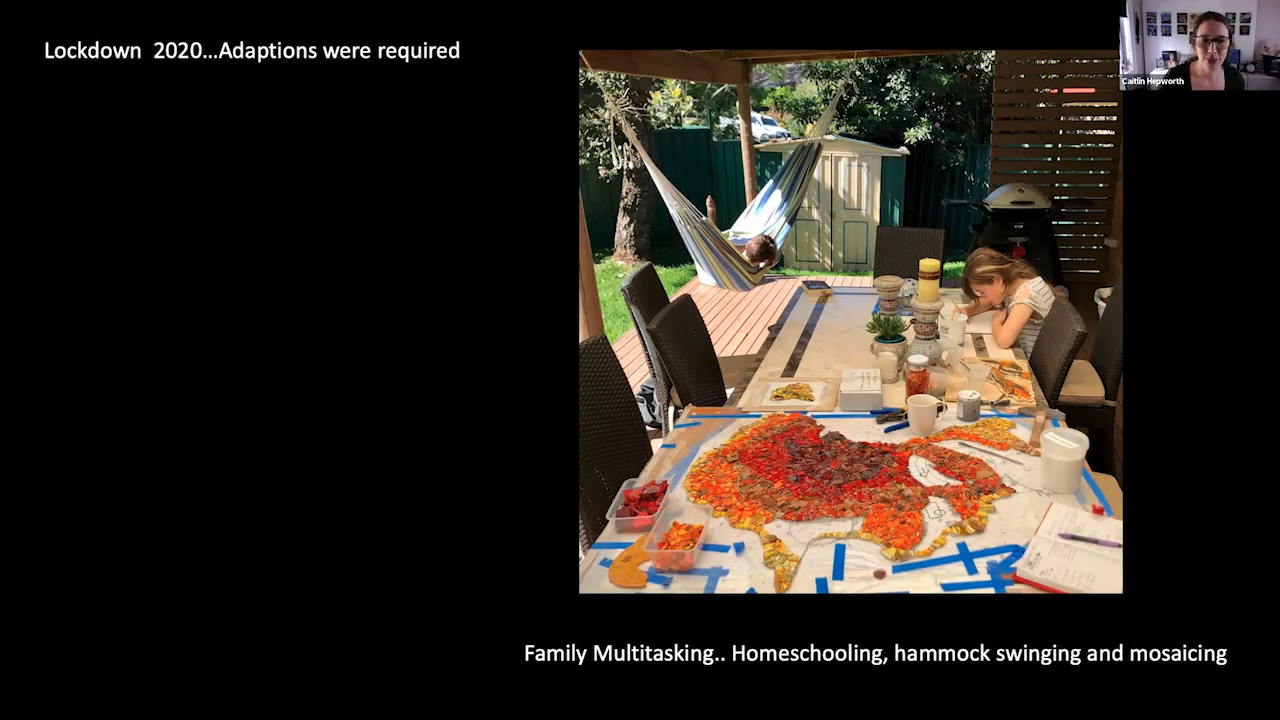 Lockdown  2020...Adaptions were required
Caitlin Hepworth
Family Multitasking.. Homeschooling, hammock swinging and mosaicing